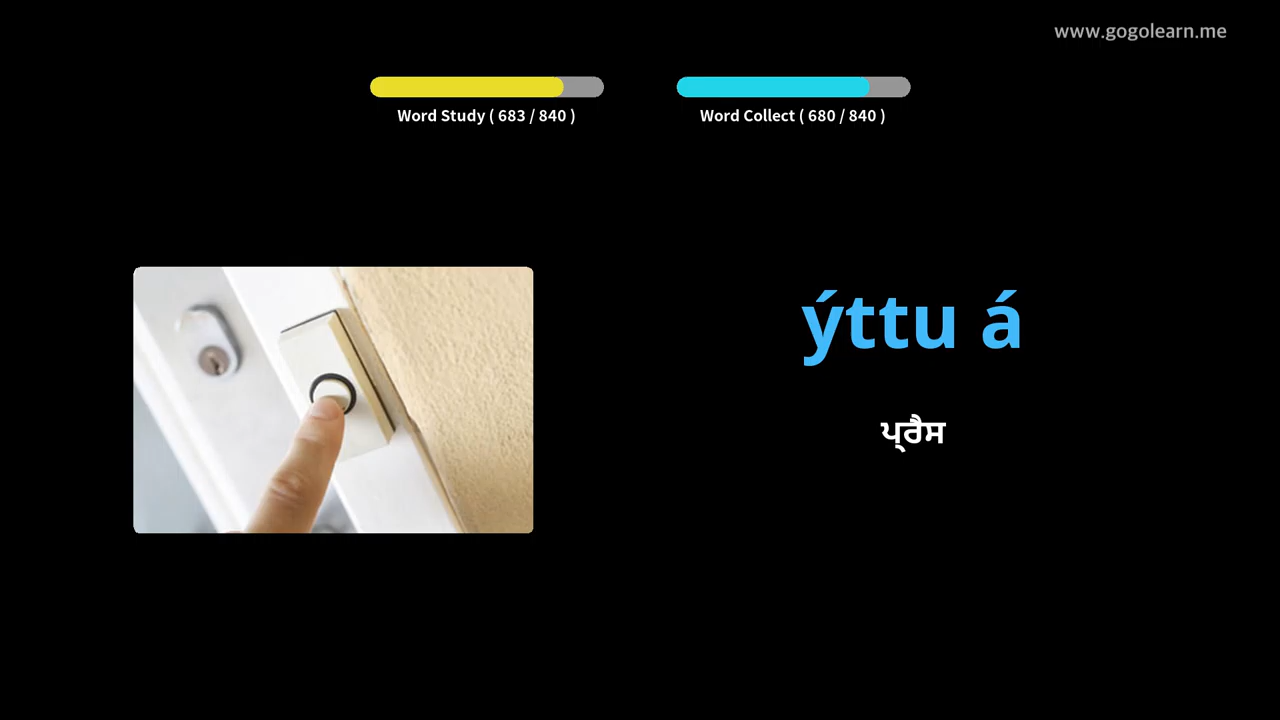 www.gogolearn.me
Word Study ( 683 / 840 )
Word Collect ( 680 / 840 )
ýttu á
ਪ੍ਰੈਸ